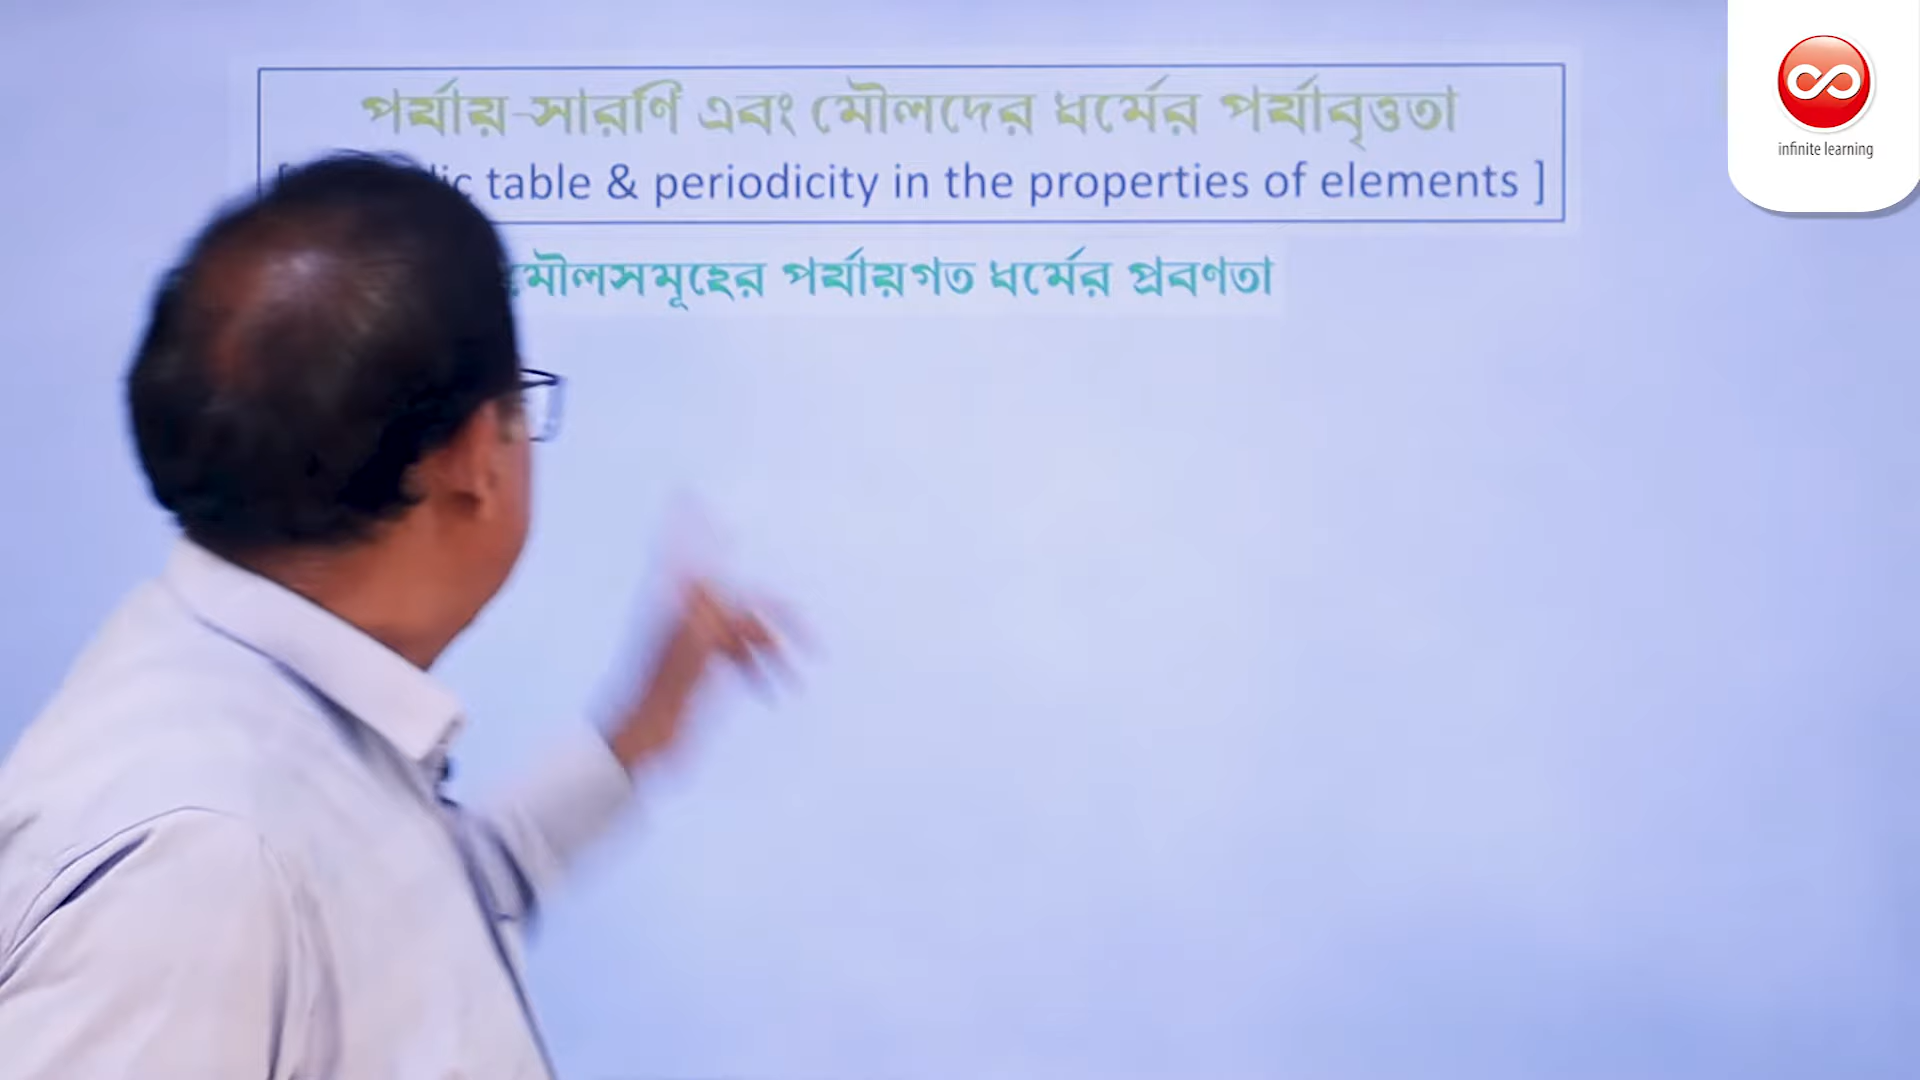 পর্যায়-সারণি এবং মৌলদের ধর্মের পর্যাবৃত্ততা
table & periodicity in the properties of elements ]
মৌলসমূহের পর্যায়গত ধর্মের প্রবণতা
infinite learning